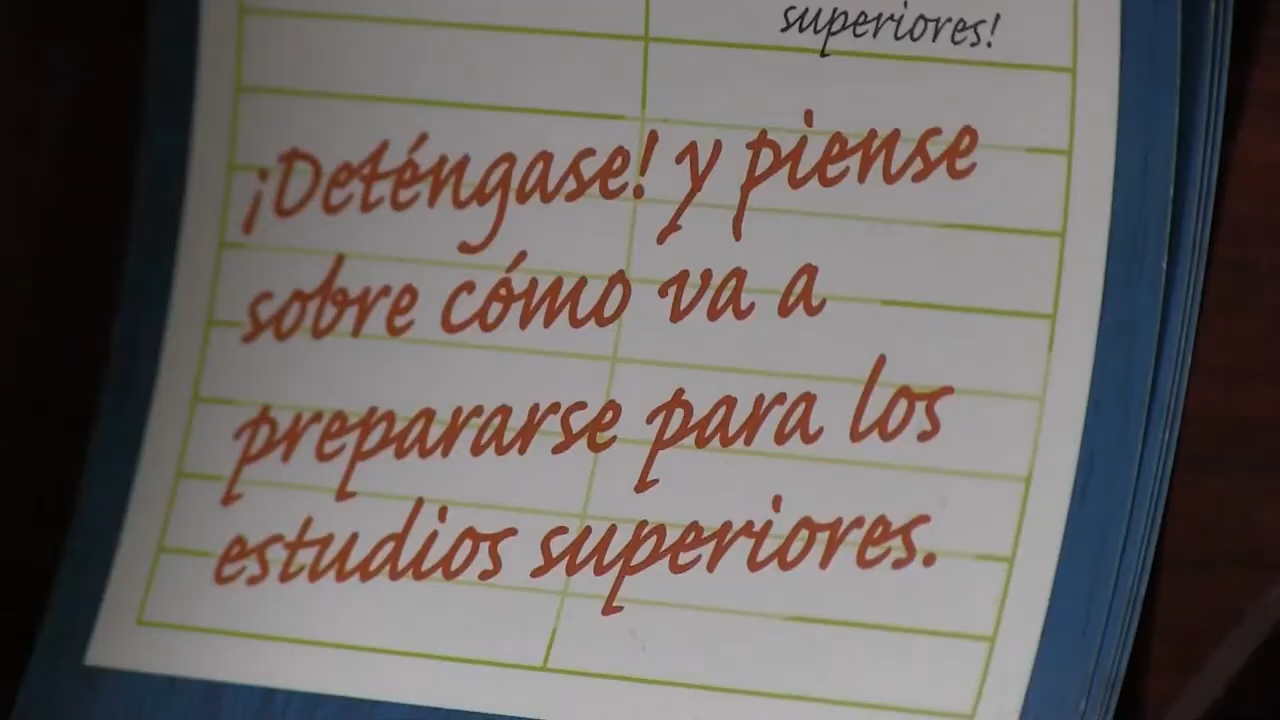 superiores!
¡Deténgase! y piense
sobre cómo va a
prepararse para los
estudios superiores.